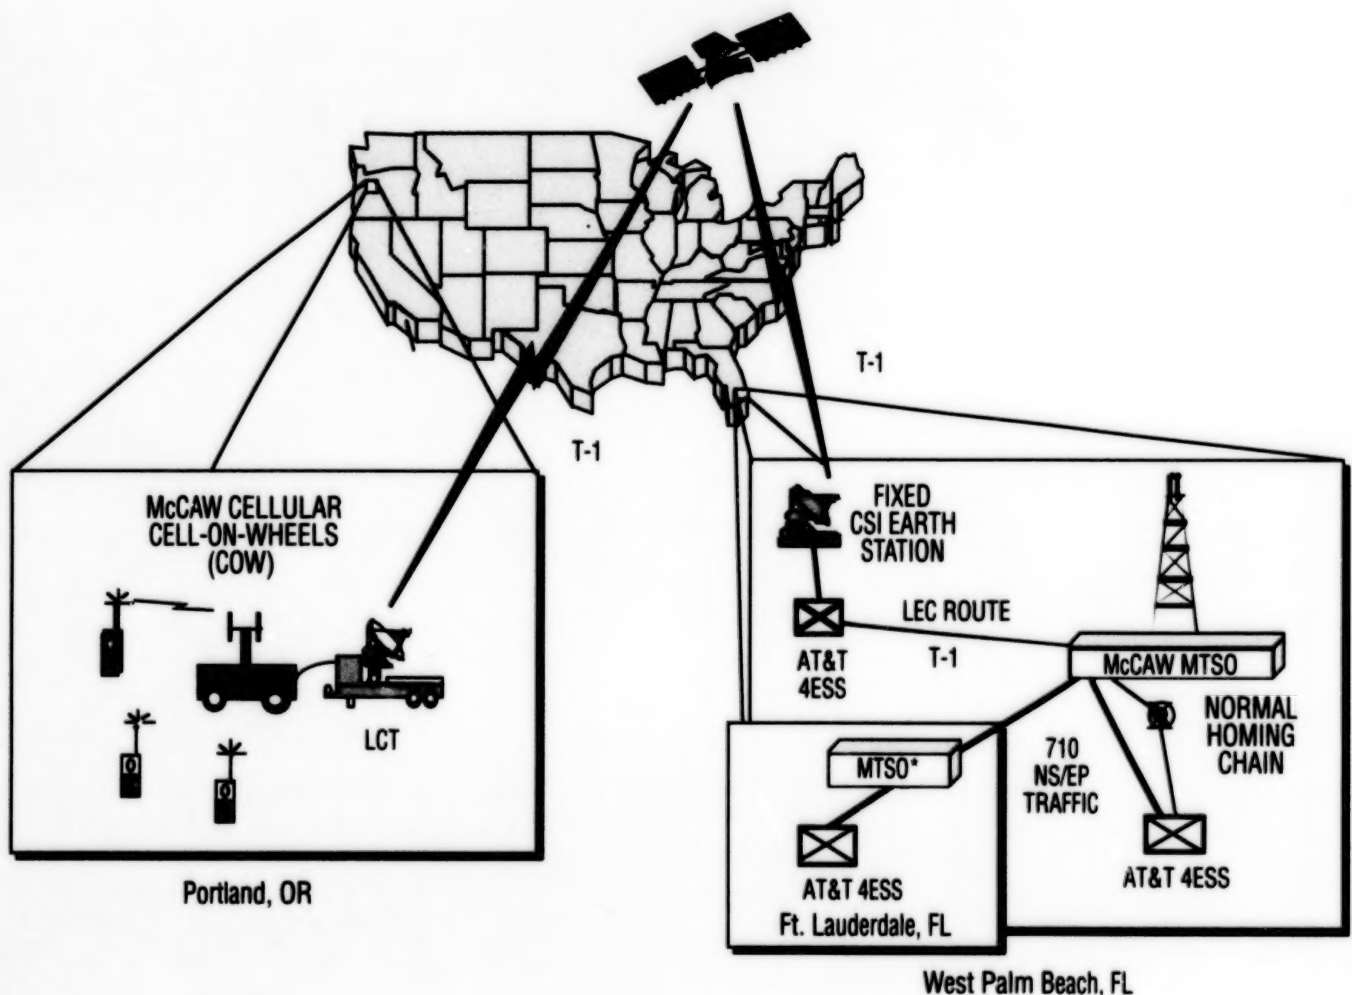 T-1
T-1
McCAW CELLULAR
CELL-ON-WHEELS
(COW)
LCT
Portland, OR
FIXED
CSI EARTH
STATION
LEC ROUTE
T-1
AT&T
4ESS
McCAW MTSO
NORMAL
HOMING
CHAIN
710
NS/EP
TRAFFIC
MTSO*
AT&T 4ESS
Ft. Lauderdale, FL
AT&T 4ESS
West Palm Beach, FL